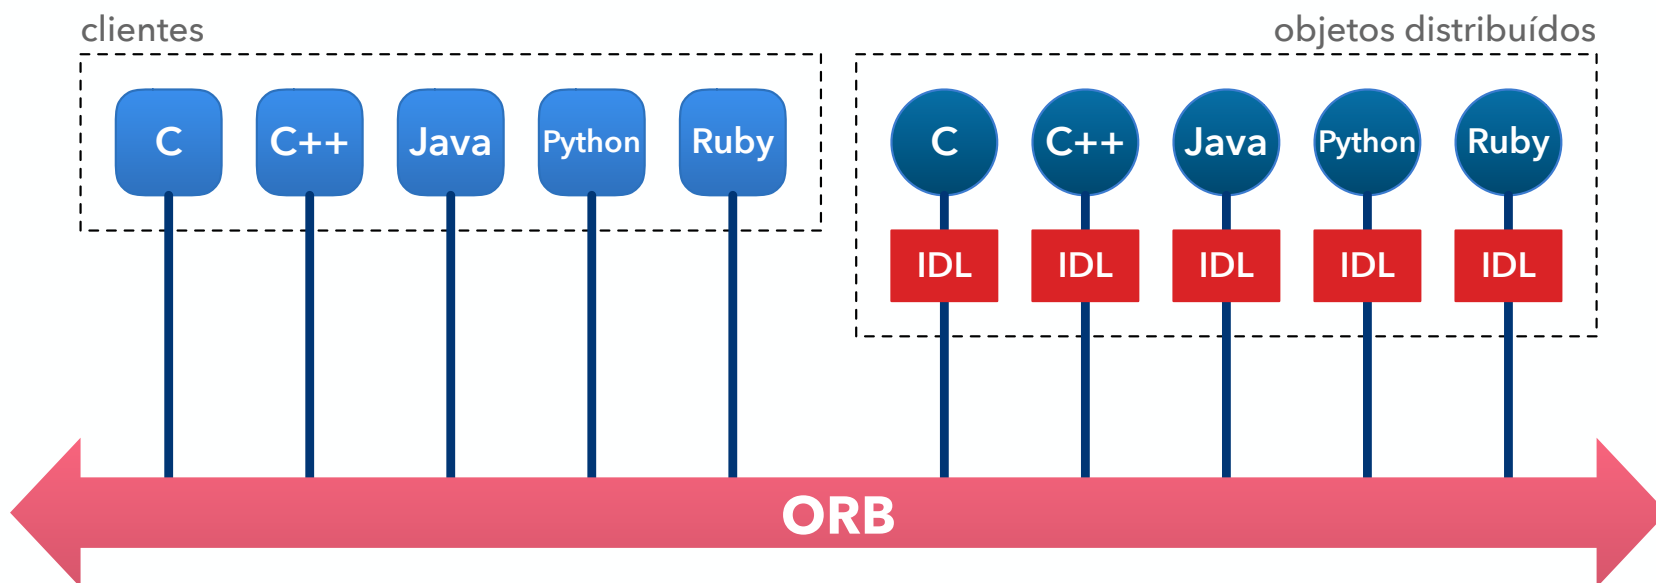 clientes
objetos distribuídos
C
C++
Java
Python
Ruby
C
C++
Java
Python
Ruby
IDL
IDL
IDL
IDL
IDL
ORB